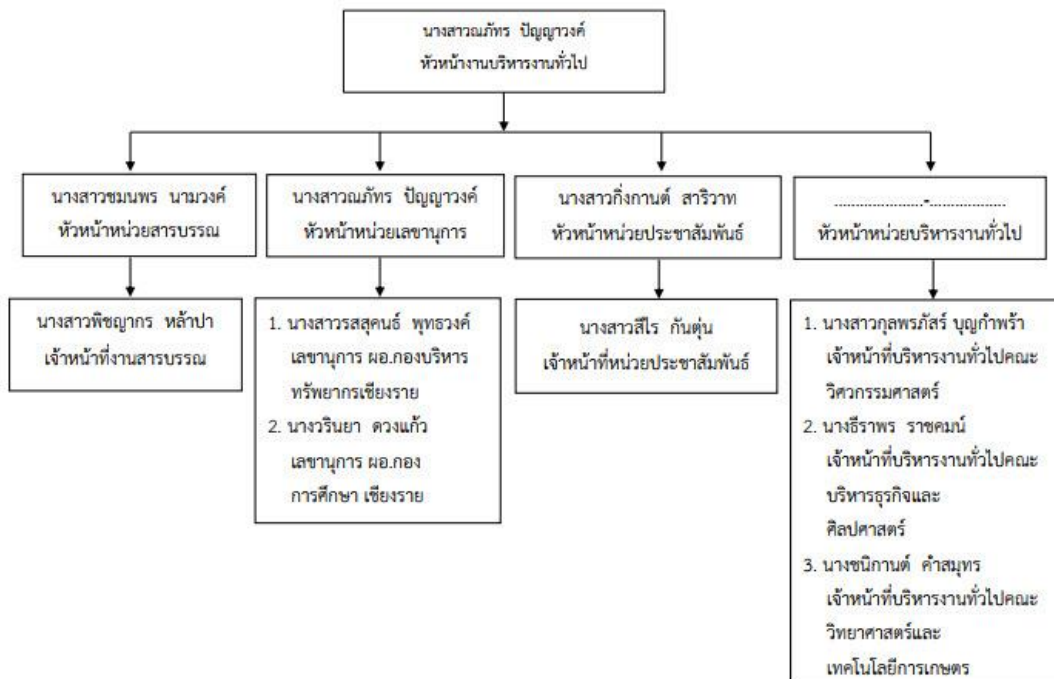 นางสาวณภัทร ปัญญาวงค์
หัวหน้างานบริหารงานทั่วไป
นางสาวชมนพร นามวงค์
หัวหน้าหน่วยสารบรรณ
นางสาวณภัทร ปัญญาวงค์
หัวหน้าหน่วยเลขานุการ
นางสาวกิ่งกานต์ สาริวาท
หัวหน้าหน่วยประชาสัมพันธ์
......................-...................
หัวหน้าหน่วยบริหารงานทั่วไป
นางสาวพิชญากร หล้าปา
เจ้าหน้าที่งานสารบรรณ
1. นางสาวรสสุคนธ์ พุทธวงค์
เลขานุการ ผอ.กองบริหาร
ทรัพยากรเชียงราย
2. นางวรินยา ดวงแก้ว
เลขานุการ ผอ.กอง
การศึกษา เชียงราย
นางสาวสีไร กันตุ่น
เจ้าหน้าที่หน่วยประชาสัมพันธ์
1. นางสาวกุลพรภัสร์ บุญกำพร้า
เจ้าหน้าที่บริหารงานทั่วไปคณะ
วิศวกรรมศาสตร์
2. นางธีราพร ราชคมน์
เจ้าหน้าที่บริหารงานทั่วไปคณะ
บริหารธุรกิจและ
ศิลปศาสตร์
3. นางชนิกานต์ คำสมุทร
เจ้าหน้าที่บริหารงานทั่วไปคณะ
วิทยาศาสตร์และ
เทคโนโลยีการเกษตร